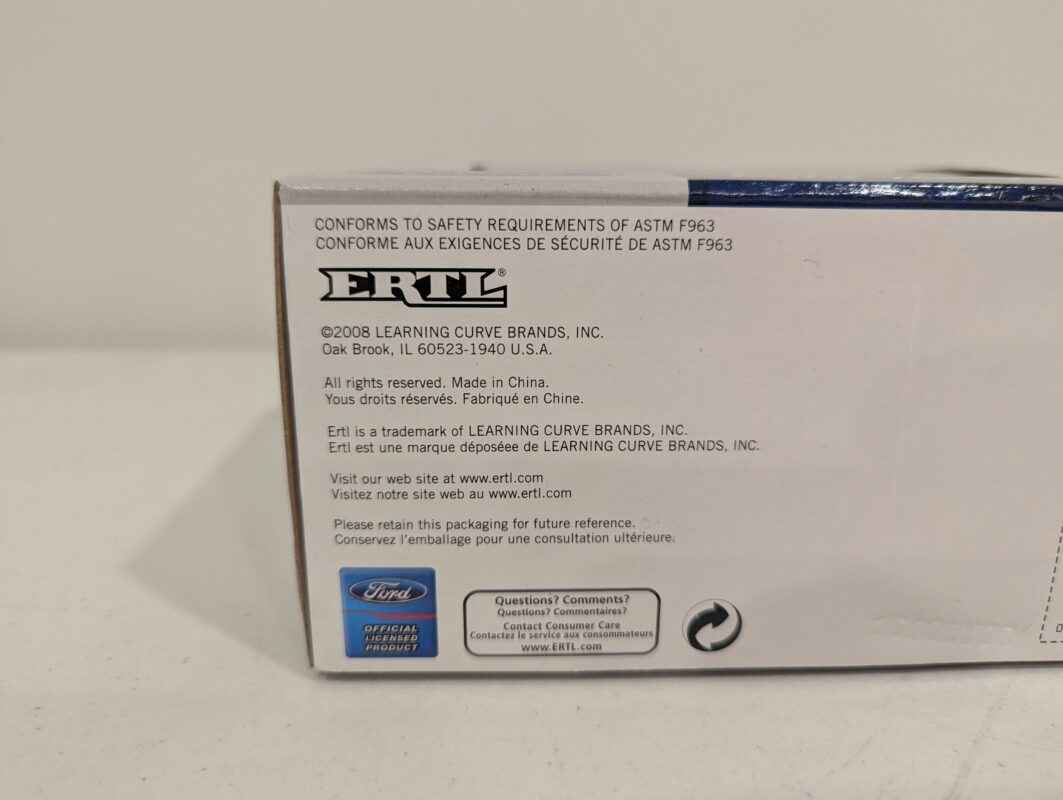 CONFORMS TO SAFETY REQUIREMENTS OF ASTM F963
CONFORME AUX EXIGENCES DE SÉCURITÉ DE ASTM F963
ERTL®
©2008 LEARNING CURVE BRANDS, INC.
Oak Brook, IL 60523-1940 U.S.A.
All rights reserved. Made in China.
Yous droits réservés. Fabriqué en Chine.
Ertl is a trademark of LEARNING CURVE BRANDS, INC.
Ertl est une marque déposéee de LEARNING CURVE BRANDS, INC.
Visit our web site at www.ertl.com
Visitez notre site web au www.ertl.com
Please retain this packaging for future reference.
Conservez l'emballage pour une consultation ultérieure.
Ford
OFFICIAL
LICENSED
PRODUCT
Questions? Comments?
Questions? Commentaires?
Contact Consumer Care
Contactez le service aux consommateurs
www.ERTL.com